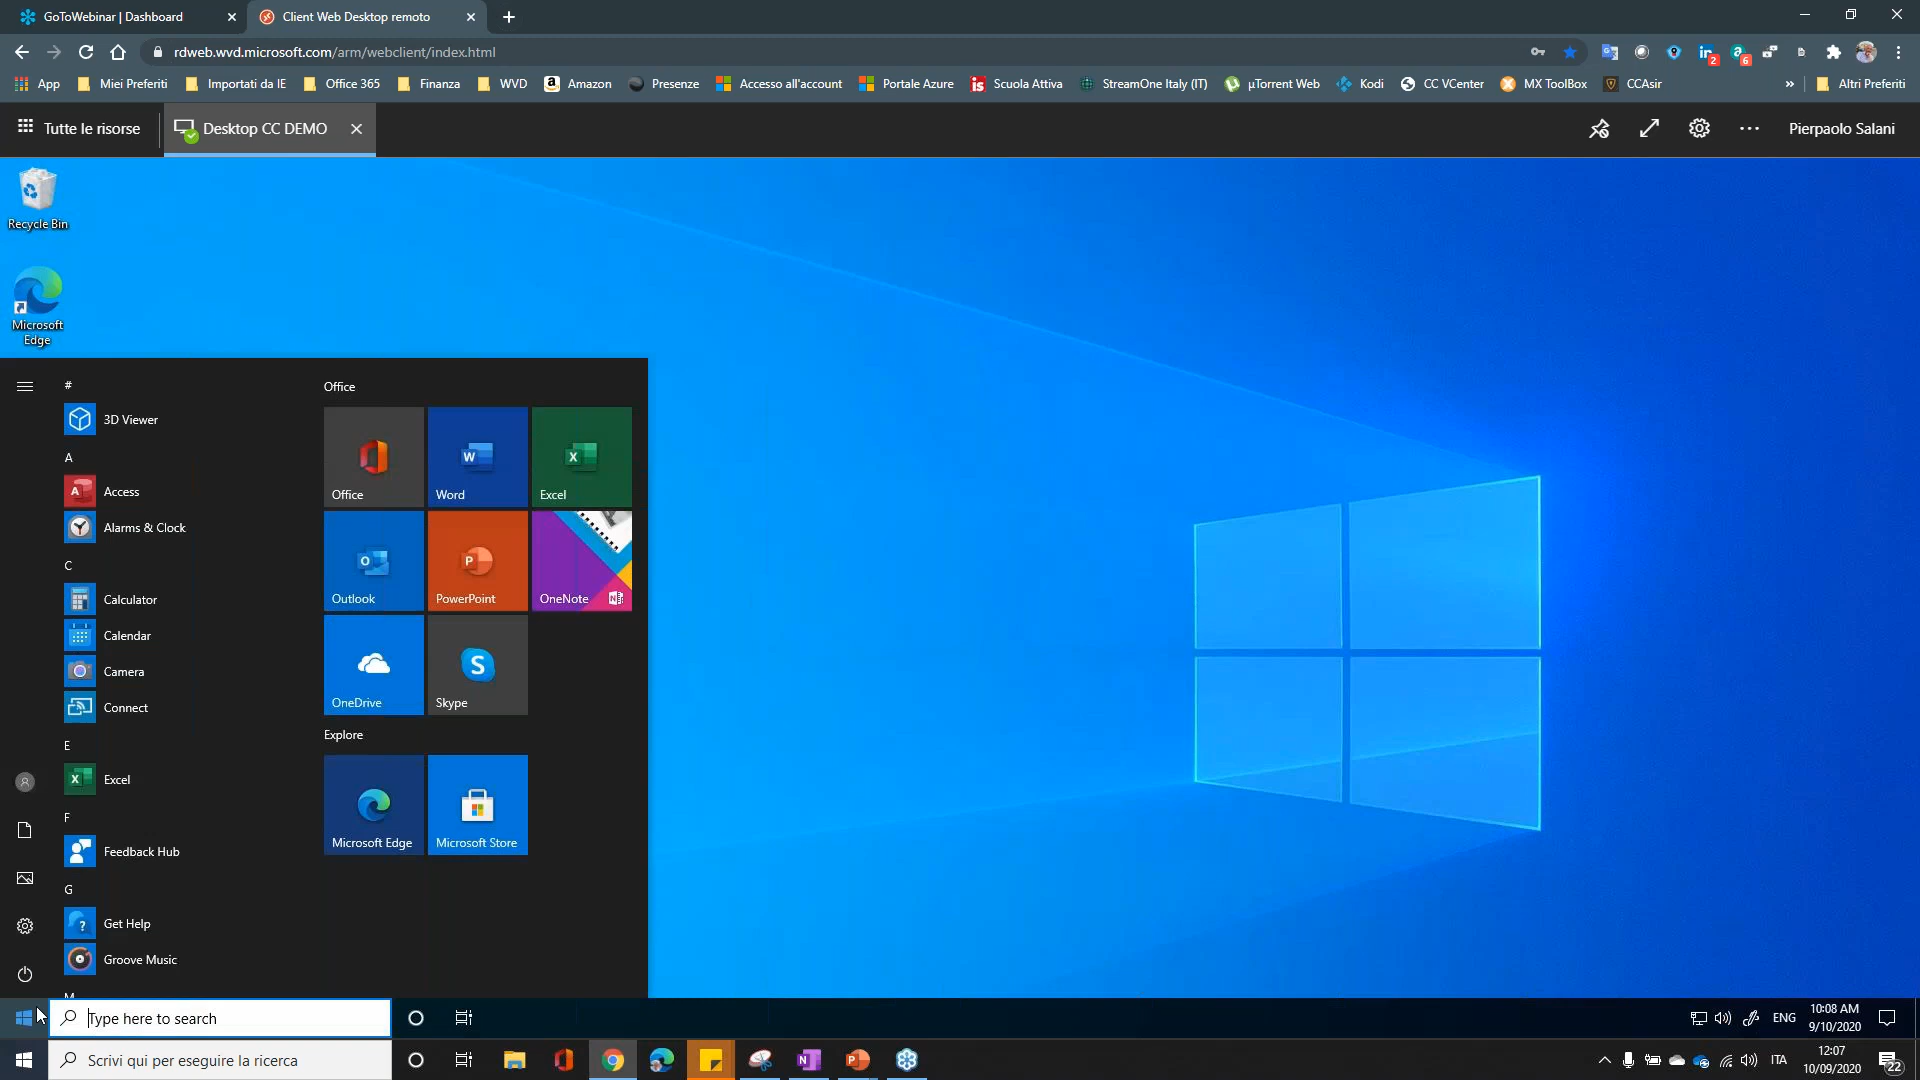 GoToWebinar | Dashboard
Client Web Desktop remoto
rdweb.wvd.microsoft.com/arm/webclient/index.html
2
6
App
Miei Preferiti
Importati da IE
Office 365
Finanza
WVD
Amazon
Presenze
Accesso all'account
Portale Azure
Scuola Attiva
StreamOne Italy (IT)
µTorrent Web
Kodi
CC VCenter
MX ToolBox
CCAsir
»
Altri Preferiti
Tutte le risorse
Desktop CC DEMO
Pierpaolo Salani
Recycle Bin
Microsoft
Edge
#
3D Viewer
A
Access
Alarms & Clock
C
Calculator
Calendar
Camera
Connect
E
Excel
F
Feedback Hub
G
Get Help
Groove Music
M
Office
Office
Word
Excel
Outlook
PowerPoint
OneNote
OneDrive
Skype
Explore
Microsoft Edge
Microsoft Store
Type here to search
ENG
10:08 AM
9/10/2020
Scrivi qui per eseguire la ricerca
ITA
12:07
10/09/2020
22